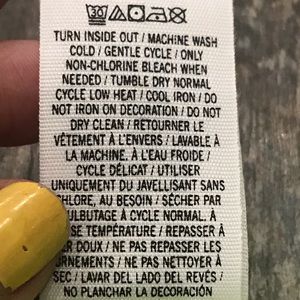 30
TURN INSIDE OUT / MACHINE WASH
COLD / GENTLE CYCLE / ONLY
NON-CHLORINE BLEACH WHEN
NEEDED / TUMBLE DRY NORMAL
CYCLE LOW HEAT / COOL IRON / DO
NOT IRON ON DECORATION / DO NOT
DRY CLEAN / RETOURNER LE
VÊTEMENT À L'ENVERS / LAVABLE À
LA MACHINE. À L'EAU FROIDE /
CYCLE DÉLICAT / UTILISER
UNIQUEMENT DU JAVELLISANT SANS
CHLORE, AU BESOIN / SÉCHER PAR
CULBUTAGE À CYCLE NORMAL. À
SE TEMPÉRATURE / REPASSER À
FER DOUX / NE PAS REPASSER LES
ORNEMENTS / NE PAS NETTOYER À
SEC / LAVAR DEL LADO DEL REVÉS /
NO PLANCHAR LA DECORACIÓN